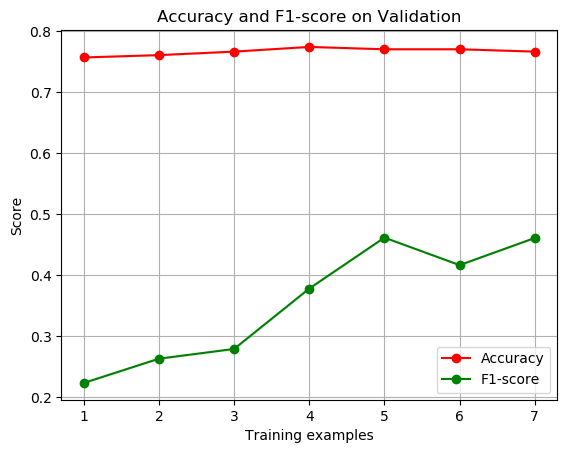 Accuracy and F1-score on Validation
0.8
0.7
0.6
0.5
0.4
0.3
0.2
Score
Accuracy
F1-score
1 2 3 4 5 6 7
Training examples